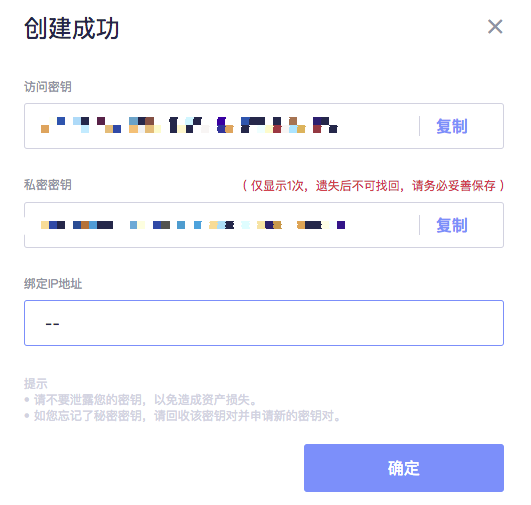 创建成功
访问密钥
复制
私密密钥
( 仅显示1次，遗失后不可找回，请务必妥善保存 )
复制
绑定IP地址
--
提示
• 请不要泄露您的密钥，以免造成资产损失。
• 如您忘记了秘密密钥，请回收该密钥对并申请新的密钥对。
确定